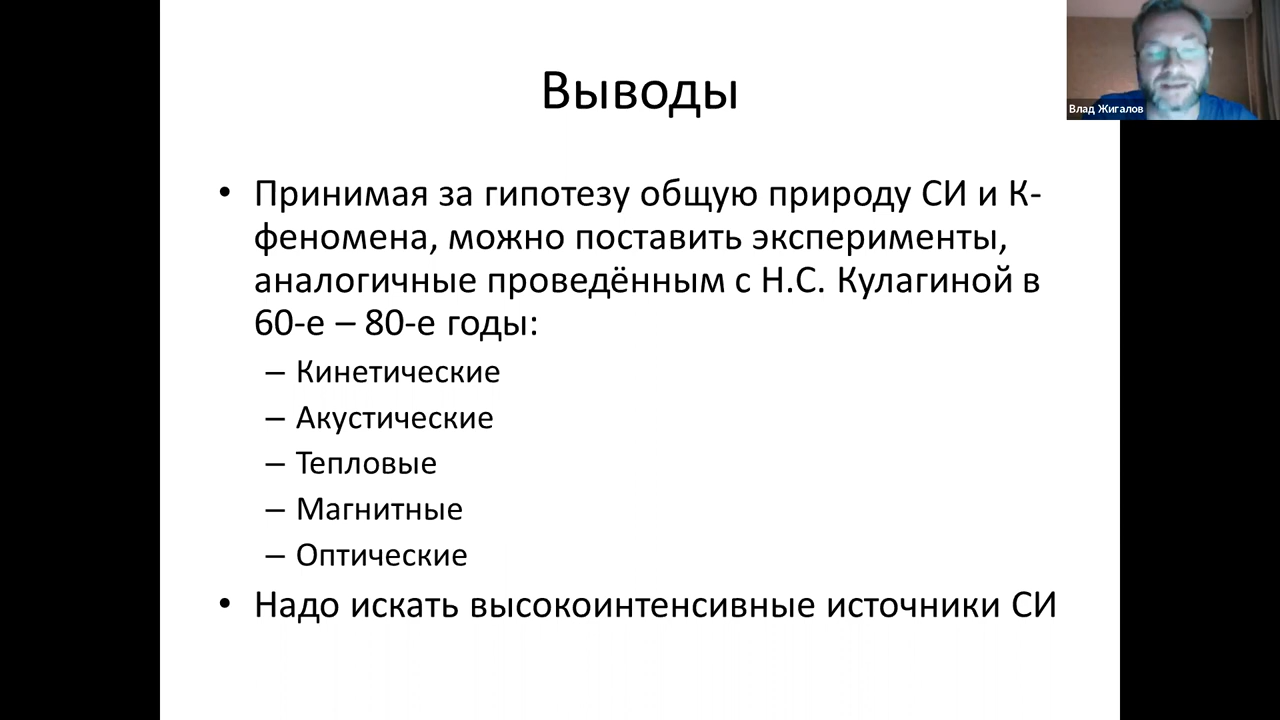 Выводы
Влад Жигалов
• Принимая за гипотезу общую природу СИ и К-
феномена, можно поставить эксперименты,
аналогичные проведённым с Н.С. Кулагиной в
60-е – 80-е годы:
– Кинетические
– Акустические
– Тепловые
– Магнитные
– Оптические
• Надо искать высокоинтенсивные источники СИ